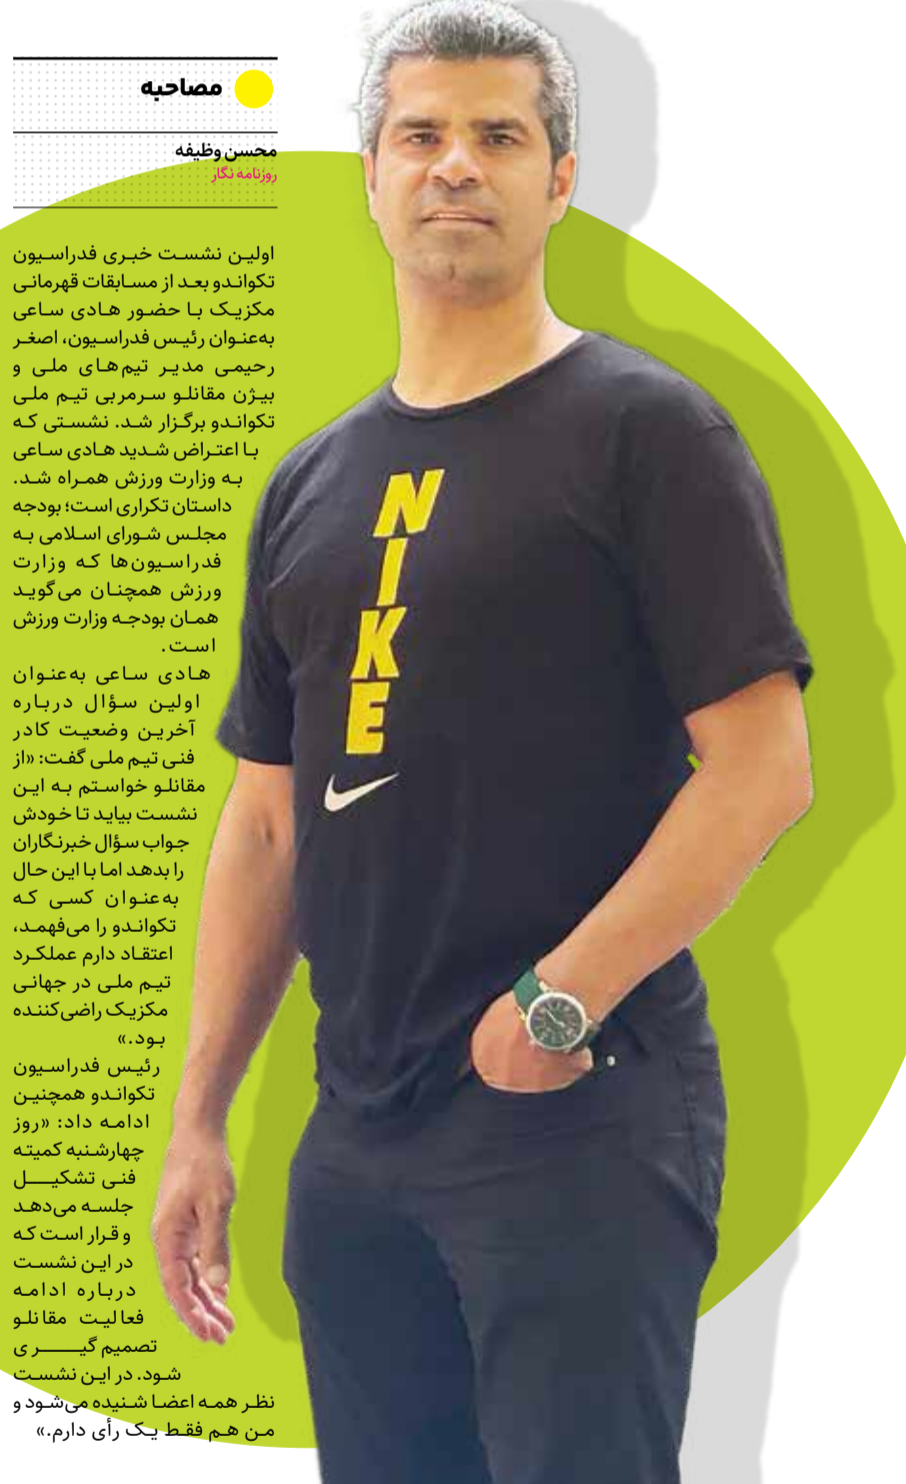 مصاحبه
محسن وظیفه
روزنامه نگار
اولین نشست خبری فدراسیون
تکواندو بعد از مسابقات قهرمانی
مکزیک با حضور هادی ساعی
به‌عنوان رئیس فدراسیون، اصغر
رحیمی مدیر تیم‌های ملی و
بیژن مقانلو سرمربی تیم ملی
تکواندو برگزار شد. نشستی که
با اعتراض شدید هادی ساعی
به وزارت ورزش همراه شد.
داستان تکراری است؛ بودجه
مجلس شورای اسلامی به
فدراسیون‌ها که وزارت
ورزش همچنان می‌گوید
همان بودجه وزارت ورزش
است.
هادی ساعی به‌عنوان
اولین سؤال درباره
آخرین وضعیت کادر
فنی تیم ملی گفت: «از
مقانلو خواستم به این
نشست بیاید تا خودش
جواب سؤال خبرنگاران
را بدهد اما با این حال
به‌عنوان کسی که
تکواندو را می‌فهمد،
اعتقاد دارم عملکرد
تیم ملی در جهانی
مکزیک راضی‌کننده
بود.»
رئیس فدراسیون
تکواندو همچنین
ادامه داد: «روز
چهارشنبه کمیته
فنی تشکیــــل
جلسه می‌دهد
و قرار است که
در این نشست
درباره ادامه
فعالیت مقانلو
تصمیم گیـــــری
شود. در این نشست
نظر همه اعضا شنیده می‌شود و
من هم فقط یک رأی دارم.»
NIKE